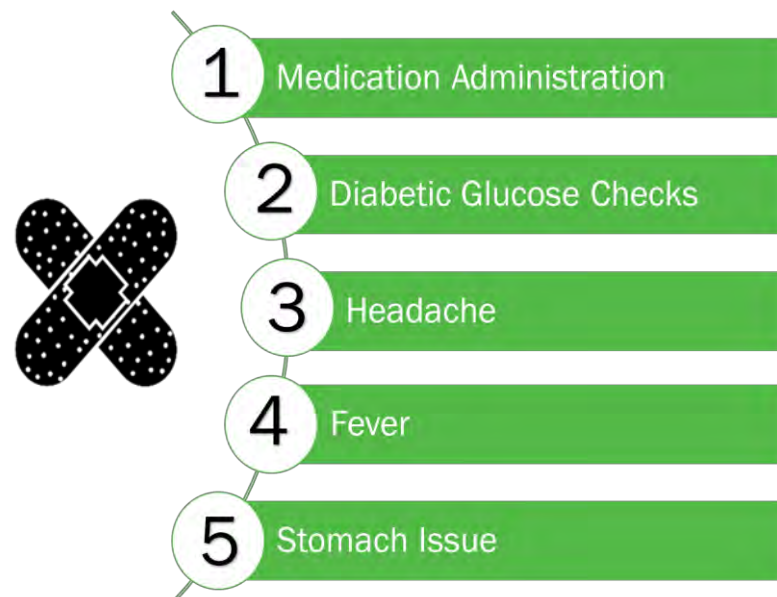 1 Medication Administration
2 Diabetic Glucose Checks
3 Headache
4 Fever
5 Stomach Issue